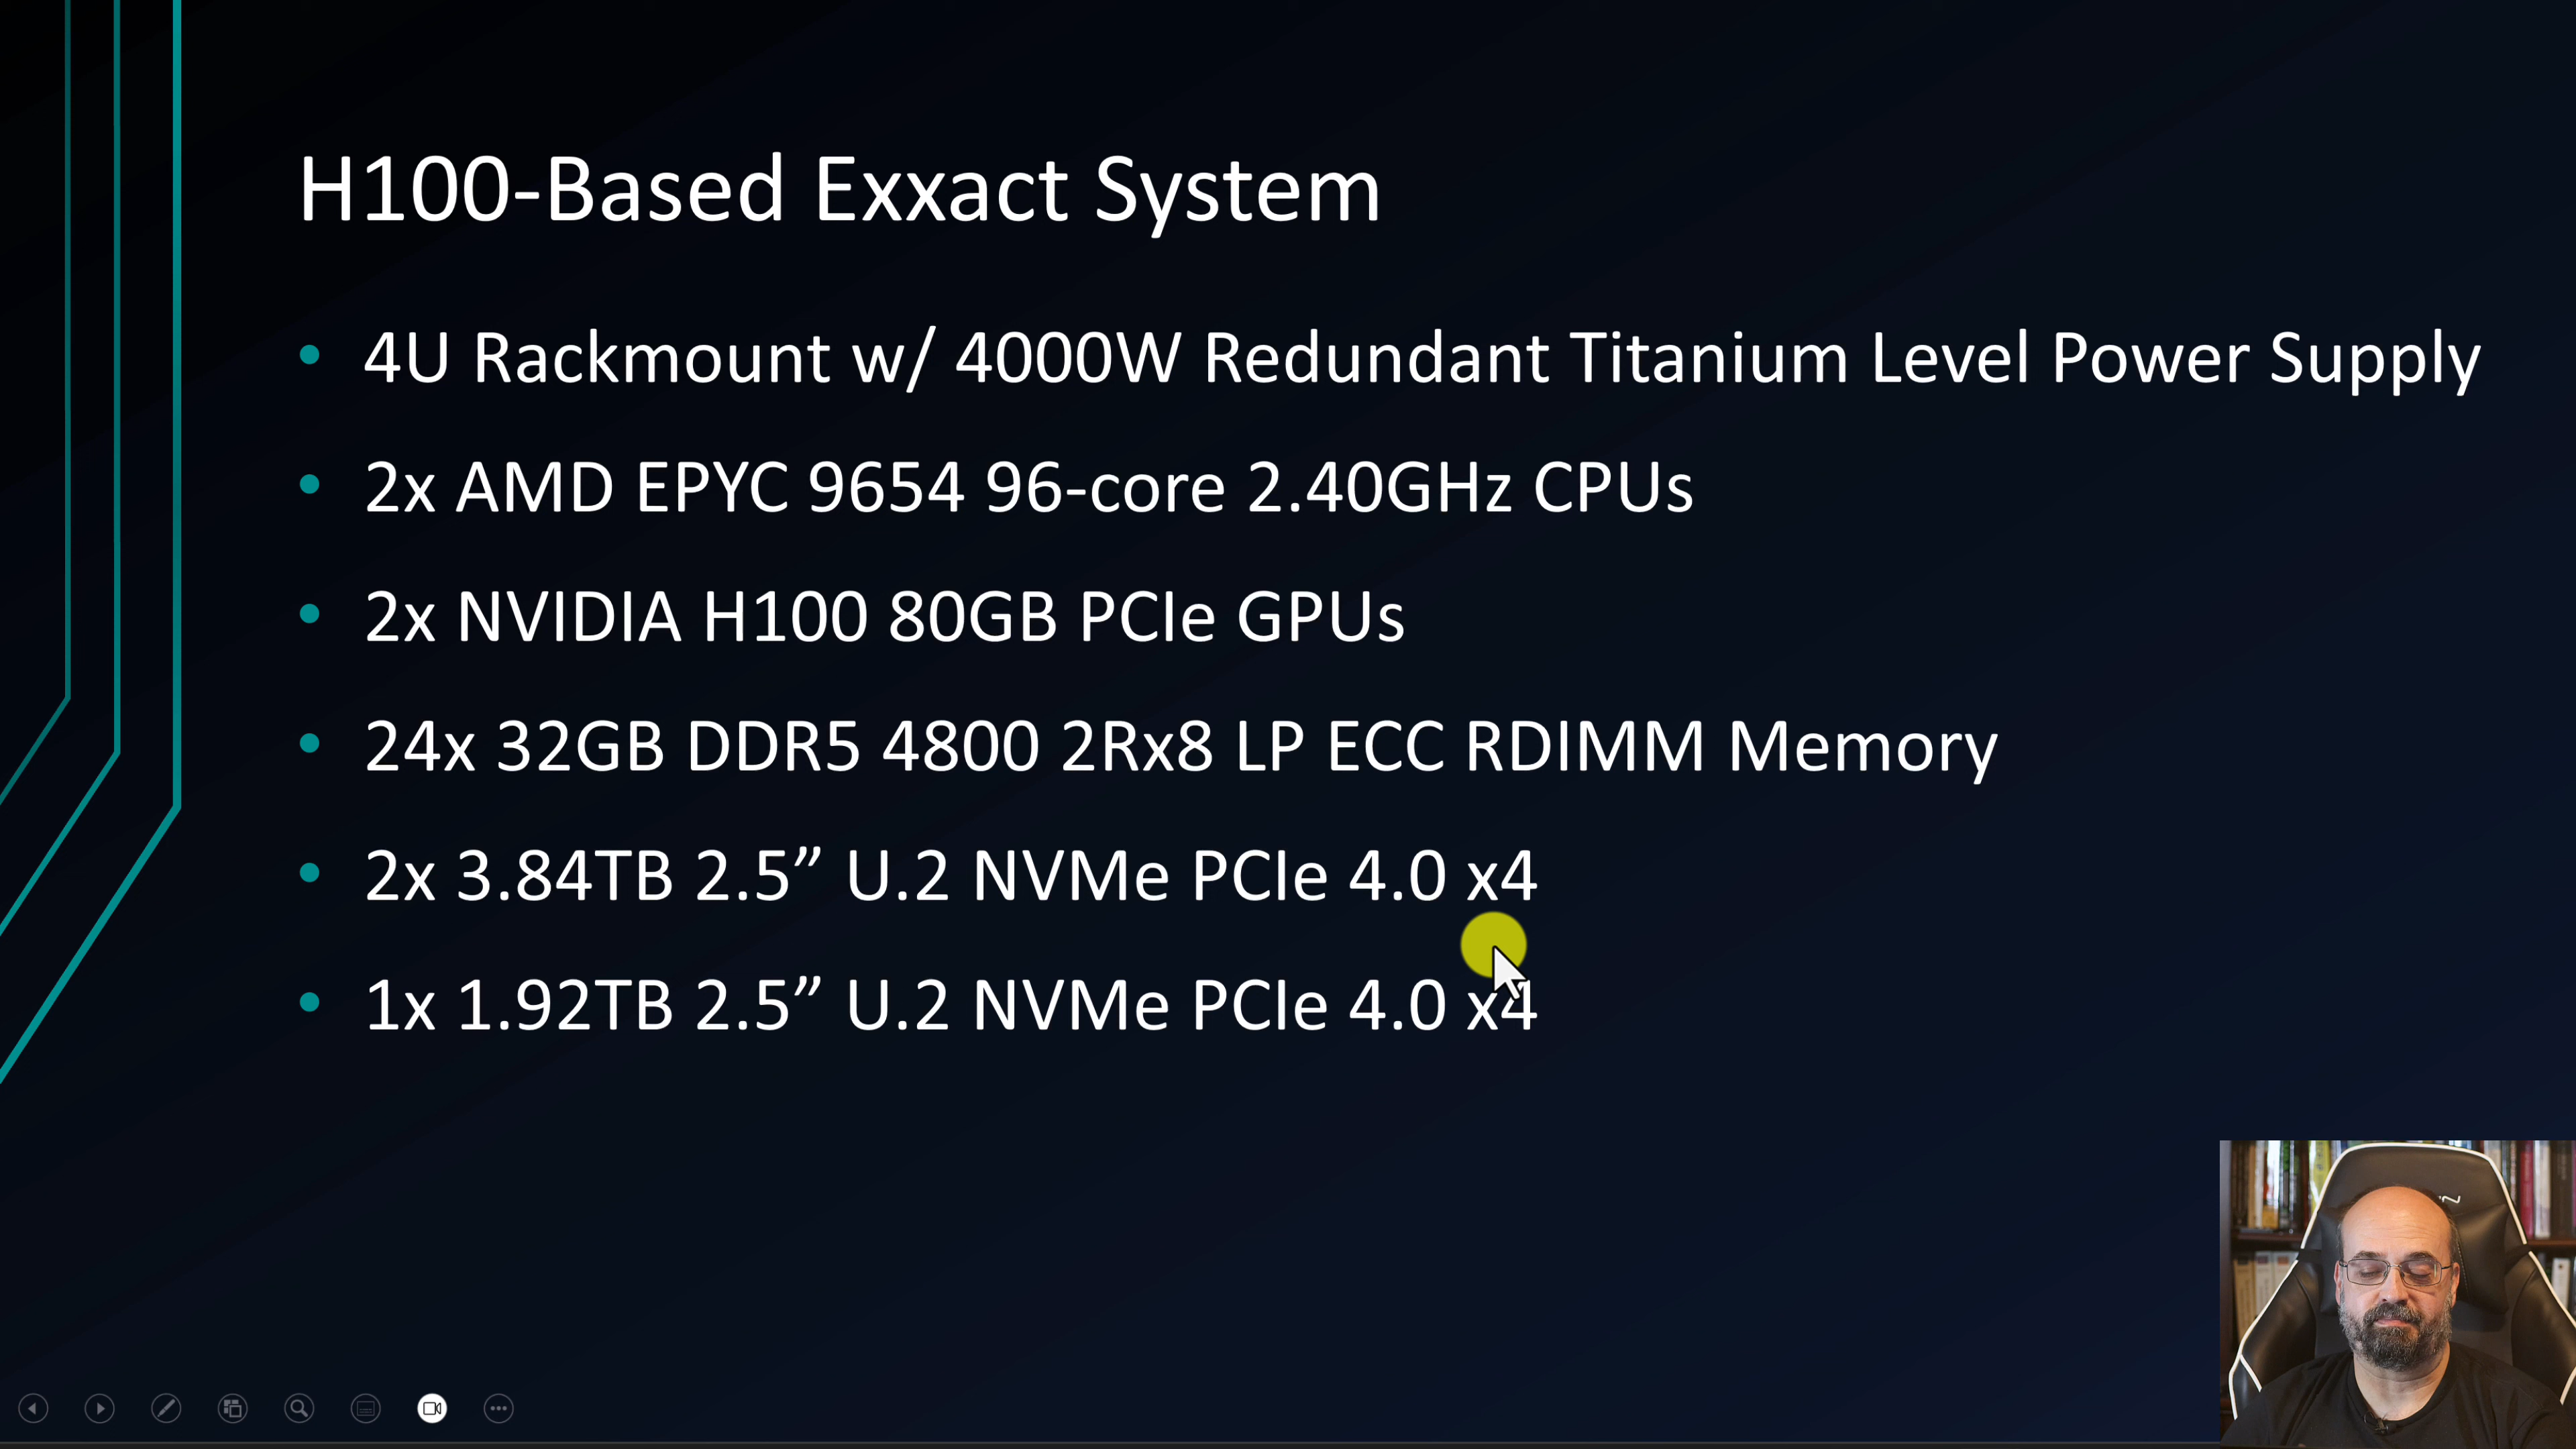 H100-Based Exxact System
• 4U Rackmount w/ 4000W Redundant Titanium Level Power Supply
• 2x AMD EPYC 9654 96-core 2.40GHz CPUs
• 2x NVIDIA H100 80GB PCIe GPUs
• 24x 32GB DDR5 4800 2Rx8 LP ECC RDIMM Memory
• 2x 3.84TB 2.5” U.2 NVMe PCIe 4.0 x4
• 1x 1.92TB 2.5” U.2 NVMe PCIe 4.0 x4